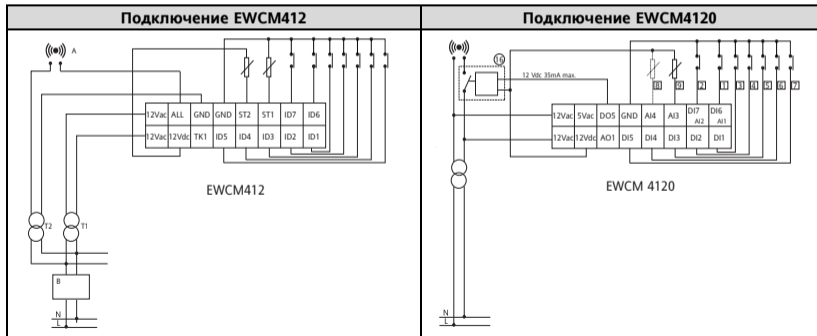 Подключение EWCM412
A
12Vac ALL GND GND ST2 ST1 ID7 ID6
12Vac 12Vdc TK1 ID5 ID4 ID3 ID2 ID1
EWCM412
T2 T1
B
N
L
Подключение EWCM4120
16
12 Vdc 35mA max.
8 9 2 1 3 4 5 6 7
12Vac 5Vac DO5 GND AI4 AI3 DI7 AI2 DI6 AI1
12Vac 12Vdc AO1 DI5 DI4 DI3 DI2 DI1
EWCM 4120
N
L